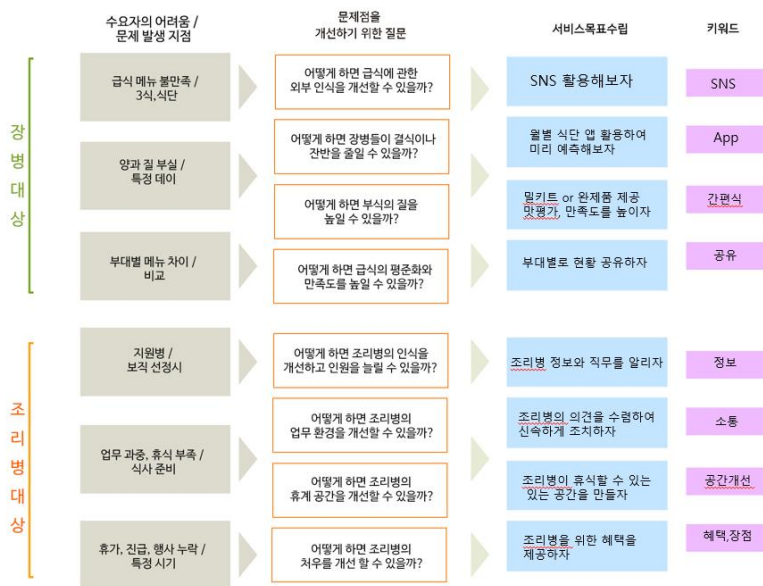 수요자의 어려움 /
문제 발생 지점
문제점을
개선하기 위한 질문
서비스목표수립
키워드
장병대상
급식 메뉴 불만족 /
3식,식단
어떻게 하면 급식에 관한
외부 인식을 개선할 수 있을까?
SNS 활용해보자
SNS
양과 질 부실 /
특정 데이
어떻게 하면 장병들이 결식이나
잔반을 줄일 수 있을까?
월별 식단 앱 활용하여
미리 예측해보자
App
어떻게 하면 부식의 질을
높일 수 있을까?
밀키트 or 완제품 제공
맛평가, 만족도를 높이자
간편식
부대별 메뉴 차이 /
비교
어떻게 하면 급식의 평준화와
만족도를 높일 수 있을까?
부대별로 현황 공유하자
공유
조리병대상
지원병 /
보직 선정시
어떻게 하면 조리병의 인식을
개선하고 인원을 늘릴 수 있을까?
조리병 정보와 직무를 알리자
정보
업무 과중, 휴식 부족 /
식사 준비
어떻게 하면 조리병의
업무 환경을 개선할 수 있을까?
조리병의 의견을 수렴하여
신속하게 조치하자
소통
어떻게 하면 조리병의
휴게 공간을 개선할 수 있을까?
조리병이 휴식할 수 있는
있는 공간을 만들자
공간개선
휴가, 진급, 행사 누락 /
특정 시기
어떻게 하면 조리병의
처우를 개선 할 수 있을까?
조리병을 위한 혜택을
제공하자
혜택,장점